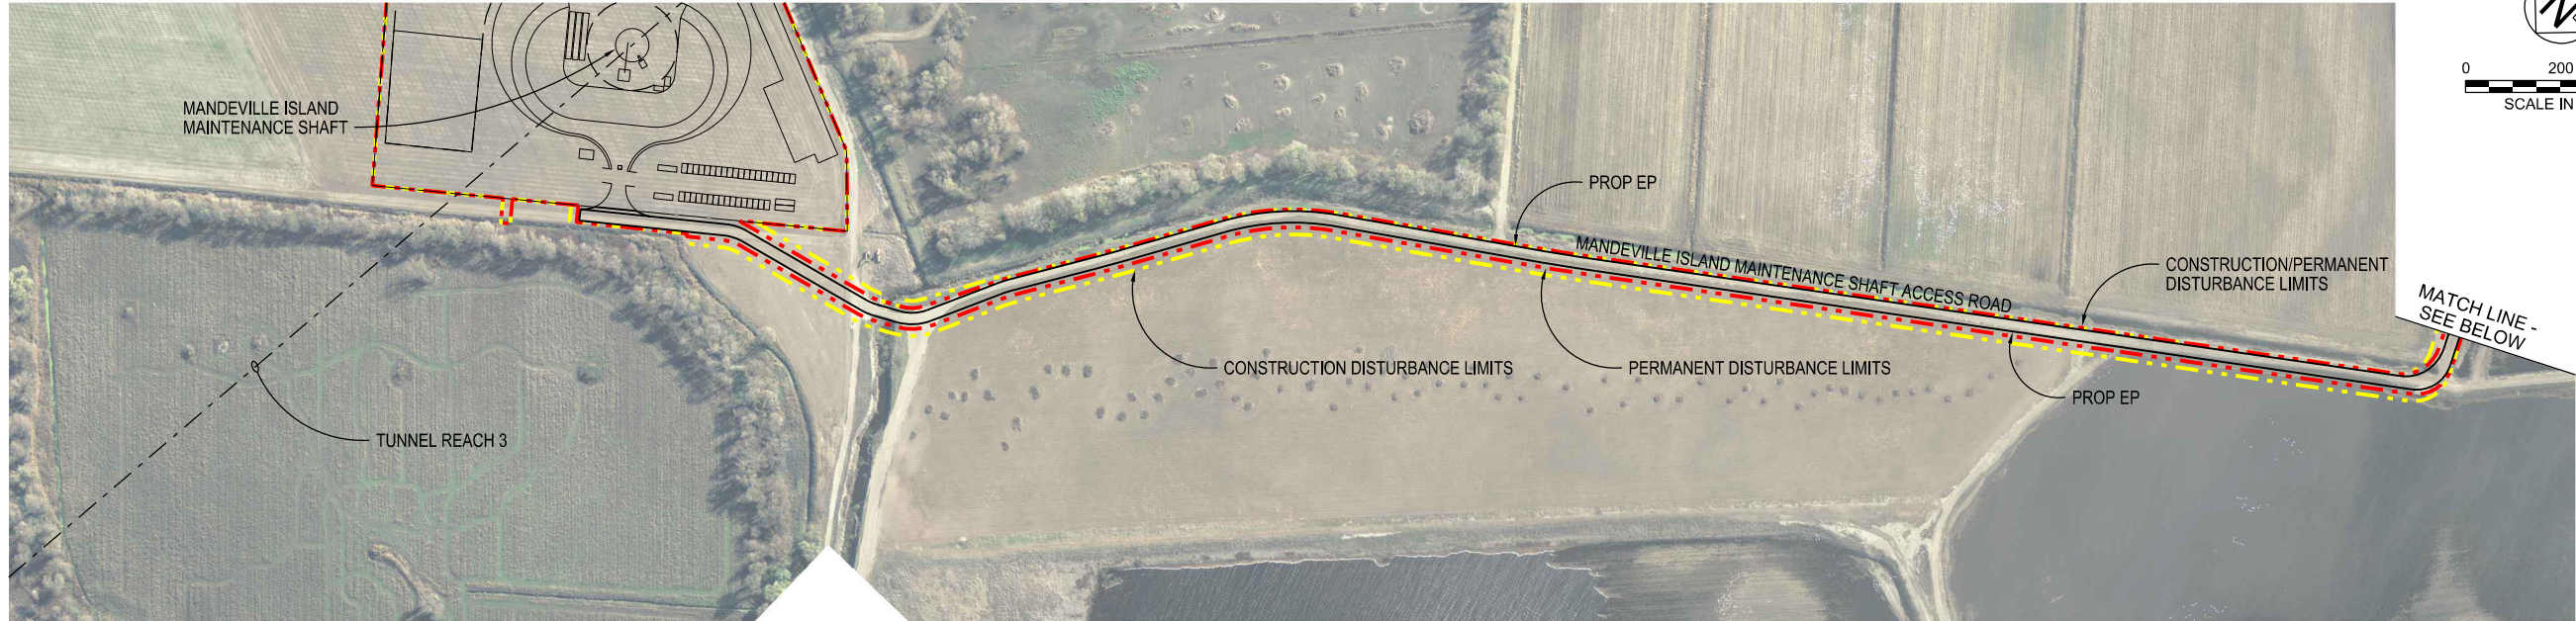 MANDEVILLE ISLAND
MAINTENANCE SHAFT
TUNNEL REACH 3
CONSTRUCTION DISTURBANCE LIMITS
PROP EP
PERMANENT DISTURBANCE LIMITS
MANDEVILLE ISLAND MAINTENANCE SHAFT ACCESS ROAD
PROP EP
CONSTRUCTION/PERMANENT
DISTURBANCE LIMITS
MATCH LINE -
SEE BELOW
0 200
SCALE IN